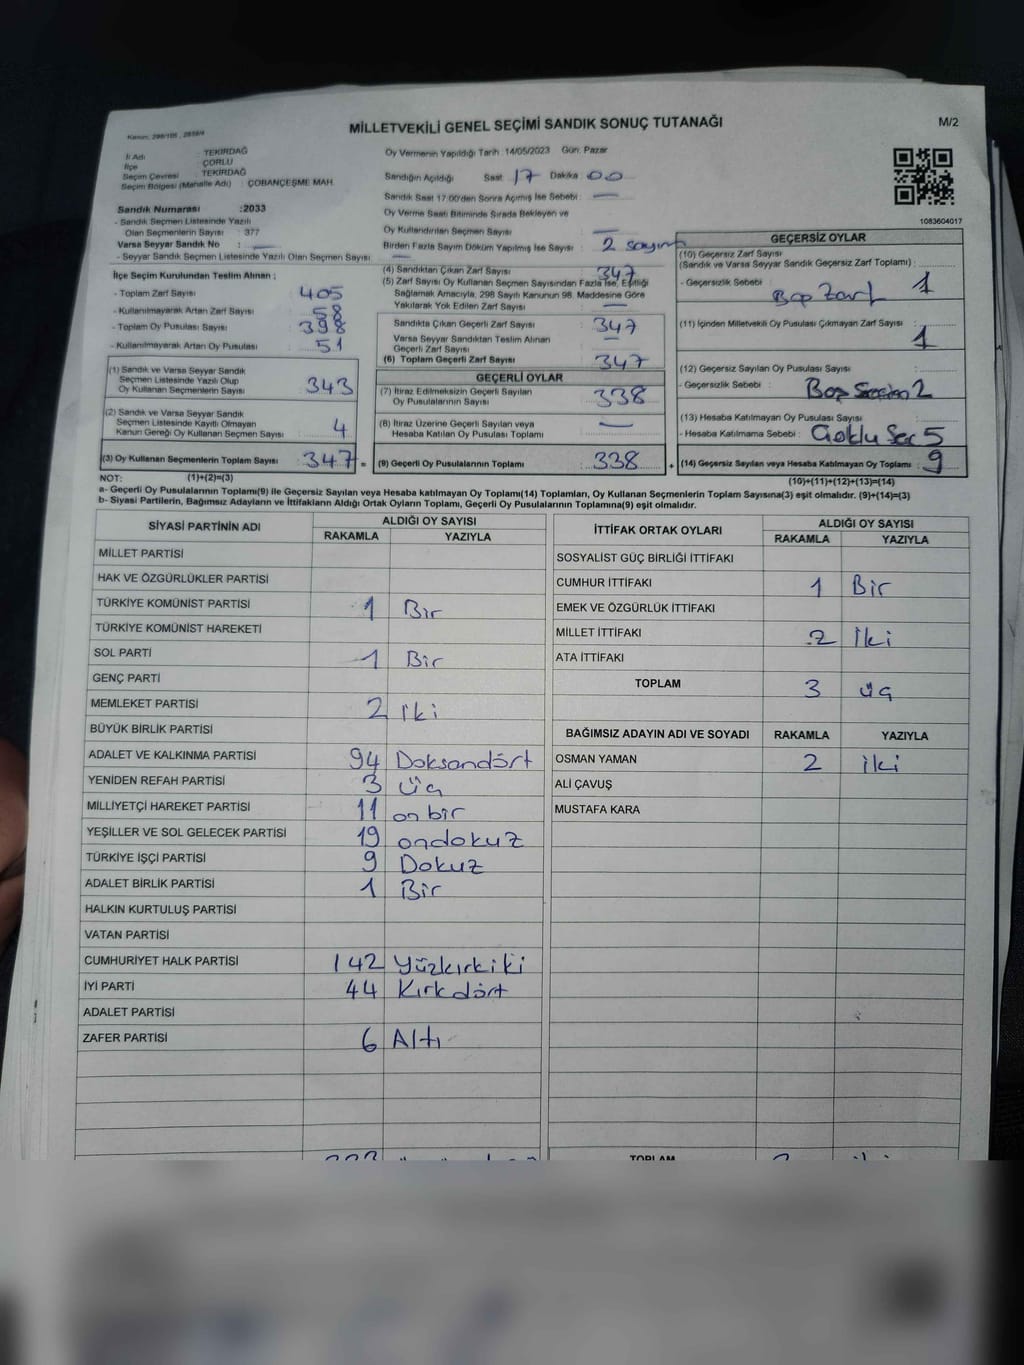 Kanun: 298/105, 2839/4
MİLLETVEKİLİ GENEL SEÇİMİ SANDIK SONUÇ TUTANAĞI
M/2
İl Adı : TEKİRDAĞ
İlçe : ÇORLU
Seçim Çevresi : TEKİRDAĞ
Seçim Bölgesi (Mahalle Adı) : ÇOBANÇEŞME MAH.
Sandık Numarası :2033
- Sandık Seçmen Listesinde Yazılı
Olan Seçmenlerin Sayısı : 377
Varsa Seyyar Sandık No : —
- Seyyar Sandık Seçmen Listesinde Yazılı Olan Seçmen Sayısı: —
Oy Vermenin Yapıldığı Tarih :14/05/2023 Gün: Pazar
Sandığın Açıldığı Saat 17 Dakika 00
Sandık Saat 17.00'den Sonra Açılmış İse Sebebi : —
Oy Verme Saati Bitiminde Sırada Bekleyen ve
Oy Kullandırılan Seçmen Sayısı : —
Birden Fazla Sayım Döküm Yapılmış İse Sayısı : 2 sayım
1083604017
İlçe Seçim Kurulundan Teslim Alınan ;
- Toplam Zarf Sayısı : 405
- Kullanılmayarak Artan Zarf Sayısı : 58
- Toplam Oy Pusulası Sayısı : 398
- Kullanılmayarak Artan Oy Pusulası : 51
(1) Sandık ve Varsa Seyyar Sandık
Seçmen Listesinde Yazılı Olup
Oy Kullanan Seçmenlerin Sayısı : 343
(2) Sandık ve Varsa Seyyar Sandık
Seçmen Listesinde Kayıtlı Olmayan
Kanun Gereği Oy Kullanan Seçmen Sayısı : 4
(3) Oy Kullanan Seçmenlerin Toplam Sayısı : 347 =
(4) Sandıktan Çıkan Zarf Sayısı : 347
(5) Zarf Sayısı Oy Kullanan Seçmen Sayısından Fazla İse, Eşitliği
Sağlamak Amacıyla, 298 Sayılı Kanunun 98. Maddesine Göre
Yakılarak Yok Edilen Zarf Sayısı : —
Sandıkta Çıkan Geçerli Zarf Sayısı : 347
Varsa Seyyar Sandıktan Teslim Alınan
Geçerli Zarf Sayısı : —
(6) Toplam Geçerli Zarf Sayısı : 347
GEÇERLİ OYLAR
(7) İtiraz Edilmeksizin Geçerli Sayılan
Oy Pusulalarının Sayısı : 338
(8) İtiraz Üzerine Geçerli Sayılan veya
Hesaba Katılan Oy Pusulası Toplamı : —
(9) Geçerli Oy Pusulalarının Toplamı : 338 +
GEÇERSİZ OYLAR
(10) Geçersiz Zarf Sayısı
(Sandık ve Varsa Seyyar Sandık Geçersiz Zarf Toplamı) :
- Geçersizlik Sebebi : Boş Zarf 1
(11) İçinden Milletvekili Oy Pusulası Çıkmayan Zarf Sayısı : 1
(12) Geçersiz Sayılan Oy Pusulası Sayısı :
- Geçersizlik Sebebi : Boş 2
(13) Hesaba Katılmayan Oy Pusulası Sayısı :
- Hesaba Katılmama Sebebi : Çoklu Seç 5
(14) Geçersiz Sayılan veya Hesaba Katılmayan Oy Toplamı : 9
NOT: (1)+(2)=(3)
(10)+(11)+(12)+(13)=(14)
a- Geçerli Oy Pusulalarının Toplamı(9) ile Geçersiz Sayılan veya Hesaba katılmayan Oy Toplamı(14) Toplamları, Oy Kullanan Seçmenlerin Toplam Sayısına(3) eşit olmalıdır. (9)+(14)=(3)
b- Siyasi Partilerin, Bağımsız Adayların ve İttifakların Aldığı Ortak Oyların Toplamı, Geçerli Oy Pusulalarının Toplamına(9) eşit olmalıdır.
SİYASİ PARTİNİN ADI ALDIĞI OY SAYISI
RAKAMLA YAZIYLA
MİLLET PARTİSİ
HAK VE ÖZGÜRLÜKLER PARTİSİ
TÜRKİYE KOMÜNİST PARTİSİ 1 Bir
TÜRKİYE KOMÜNİST HAREKETİ
SOL PARTİ 1 Bir
GENÇ PARTİ
MEMLEKET PARTİSİ 2 iki
BÜYÜK BİRLİK PARTİSİ
ADALET VE KALKINMA PARTİSİ 94 Doksandört
YENİDEN REFAH PARTİSİ 3 Üç
MİLLİYETÇİ HAREKET PARTİSİ 11 on bir
YEŞİLLER VE SOL GELECEK PARTİSİ 19 ondokuz
TÜRKİYE İŞÇİ PARTİSİ 9 Dokuz
ADALET BİRLİK PARTİSİ 1 Bir
HALKIN KURTULUŞ PARTİSİ
VATAN PARTİSİ
CUMHURİYET HALK PARTİSİ 142 Yüzkırkiki
İYİ PARTİ 44 Kırkdört
ADALET PARTİSİ
ZAFER PARTİSİ 6 Altı
İTTİFAK ORTAK OYLARI ALDIĞI OY SAYISI
RAKAMLA YAZIYLA
SOSYALİST GÜÇ BİRLİĞİ İTTİFAKI
CUMHUR İTTİFAKI 1 Bir
EMEK VE ÖZGÜRLÜK İTTİFAKI
MİLLET İTTİFAKI 2 İki
ATA İTTİFAKI
TOPLAM 3 üç
BAĞIMSIZ ADAYIN ADI VE SOYADI RAKAMLA YAZIYLA
OSMAN YAMAN 2 iki
ALİ ÇAVUŞ
MUSTAFA KARA
TOPLAM